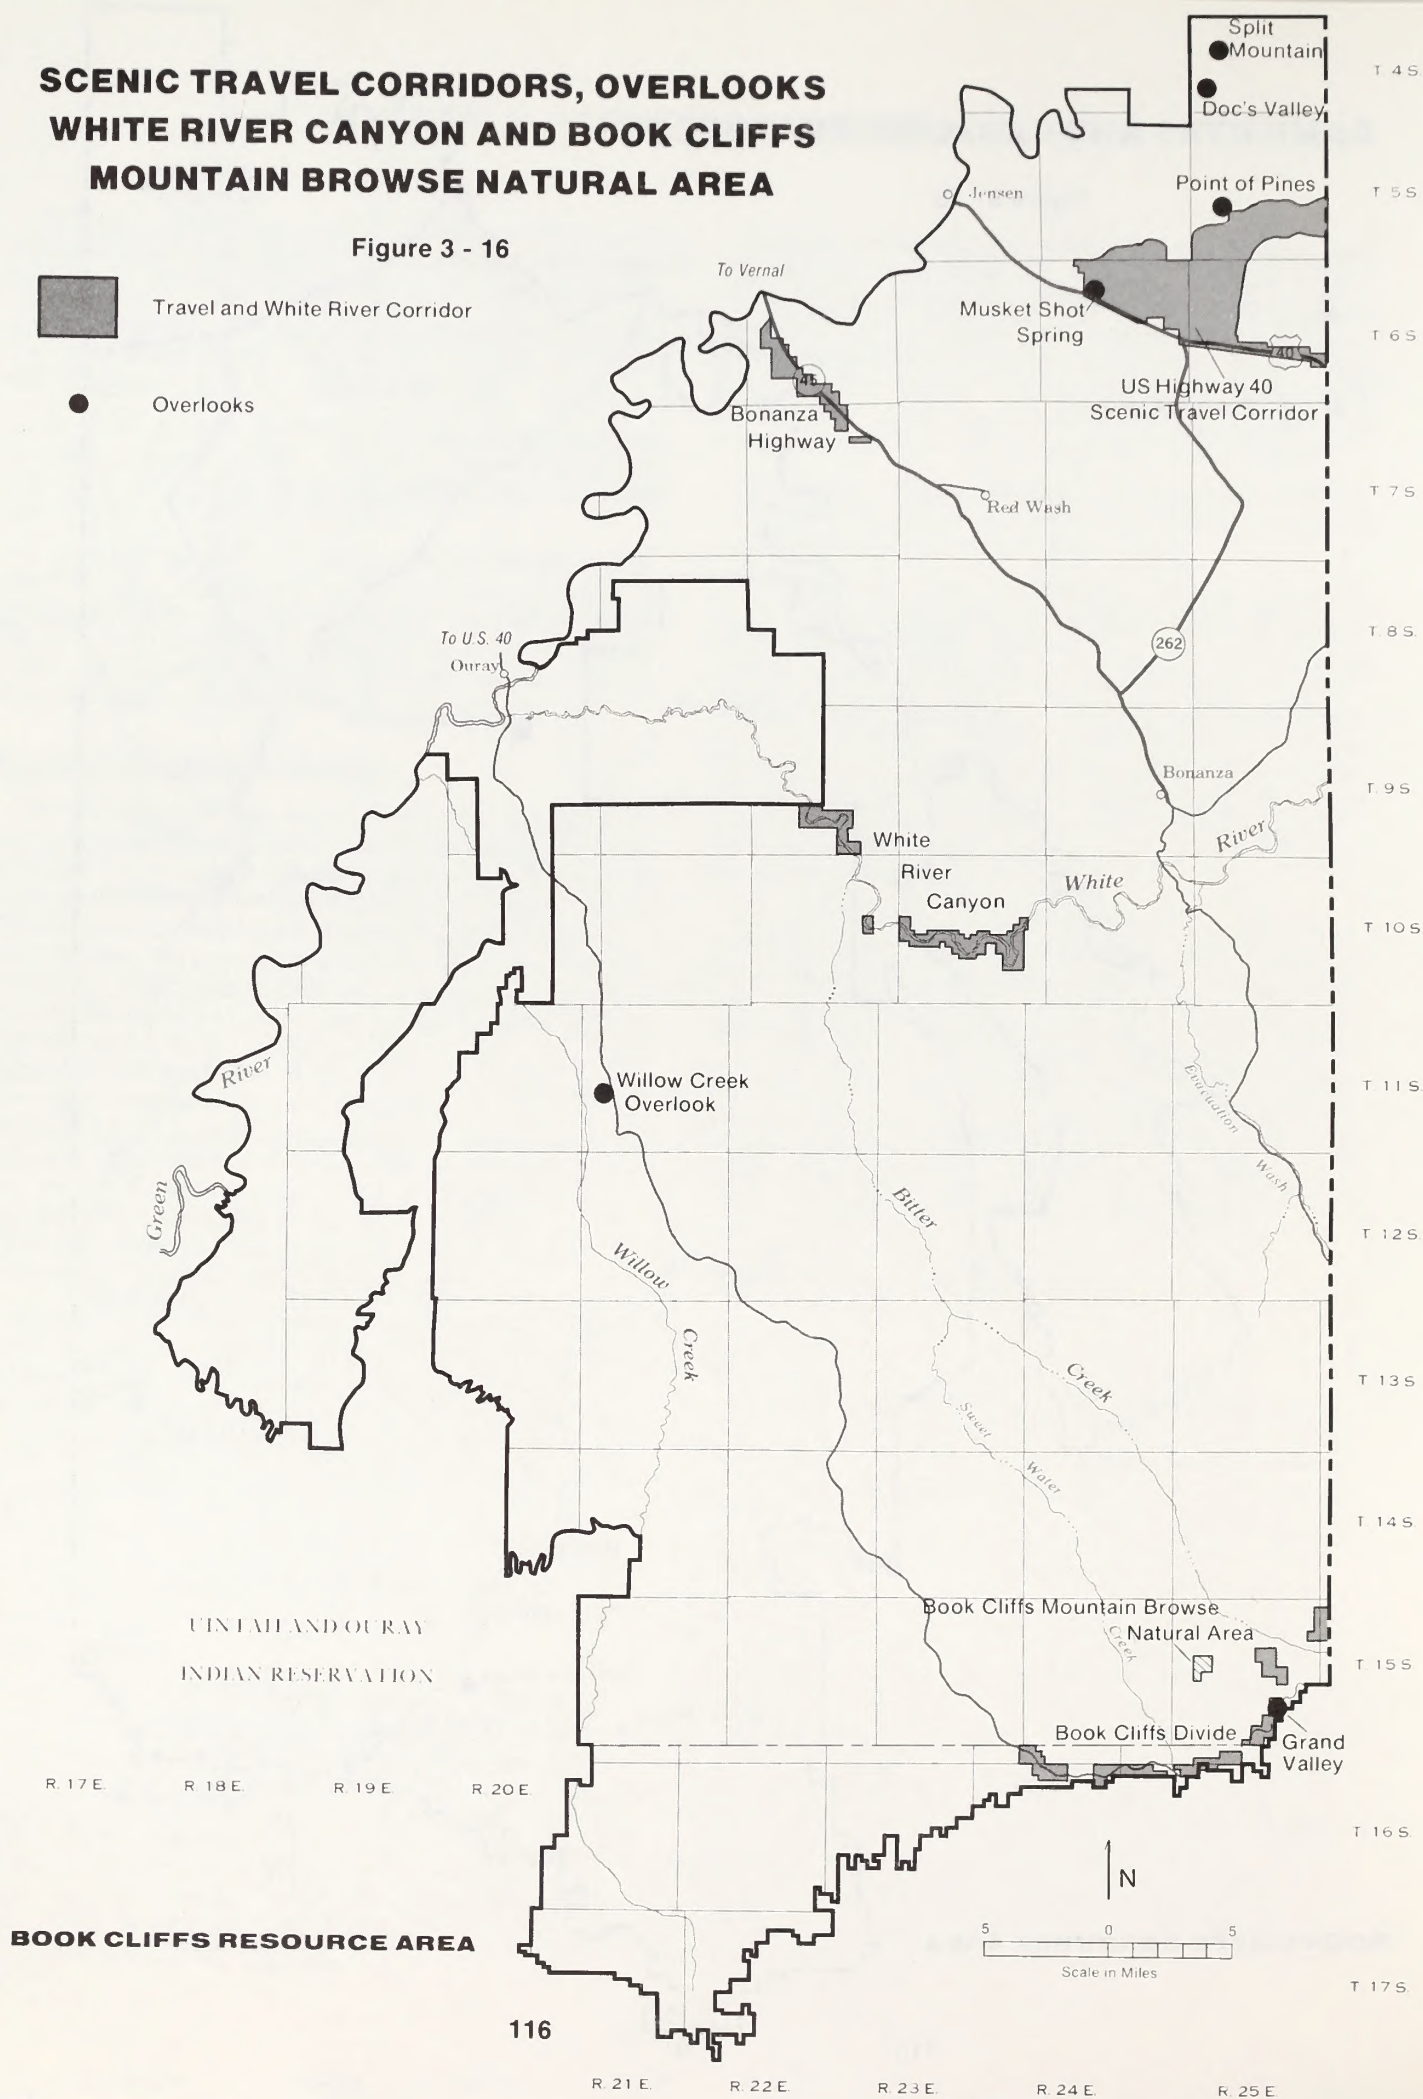 SCENIC TRAVEL CORRIDORS, OVERLOOKS
WHITE RIVER CANYON AND BOOK CLIFFS
MOUNTAIN BROWSE NATURAL AREA
Figure 3 - 16
Travel and White River Corridor
Overlooks
Split
Mountain
Doc's Valley
T 4 S.
Point of Pines
T 5 S
Jensen
To Vernal
Musket Shot
Spring
40
T 6 S
US Highway 40
Scenic Travel Corridor
45
Bonanza
Highway
T 7 S
Red Wash
To U.S. 40
Ouray
262
T. 8 S.
Bonanza
T. 9 S
River
White
River
Canyon
White
T 10 S
River
T 11 S
Willow Creek
Overlook
Evacuation
Wash
Green
T 12 S
Bitter
Willow
Creek
Creek
T 13 S
Sweet
Water
T 14 S.
Book Cliffs Mountain Browse
Natural Area
Creek
T 15 S
UINTAH AND OURAY
INDIAN RESERVATION
Book Cliffs Divide
Grand
Valley
R. 17 E.
R. 18 E.
R. 19 E.
R. 20 E.
T 16 S.
N
BOOK CLIFFS RESOURCE AREA
5 0 5
Scale in Miles
T 17 S.
116
R. 21 E.
R. 22 E.
R. 23 E.
R. 24 E.
R. 25 E.